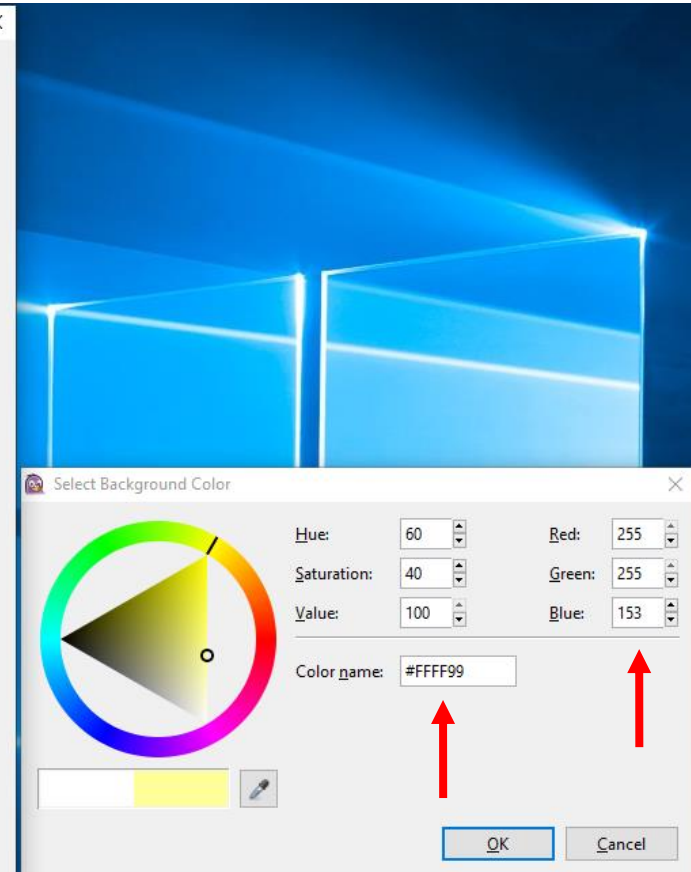 Select Background Color
Hue: 60 Red: 255
Saturation: 40 Green: 255
Value: 100 Blue: 153
Color name: #FFFF99
OK Cancel